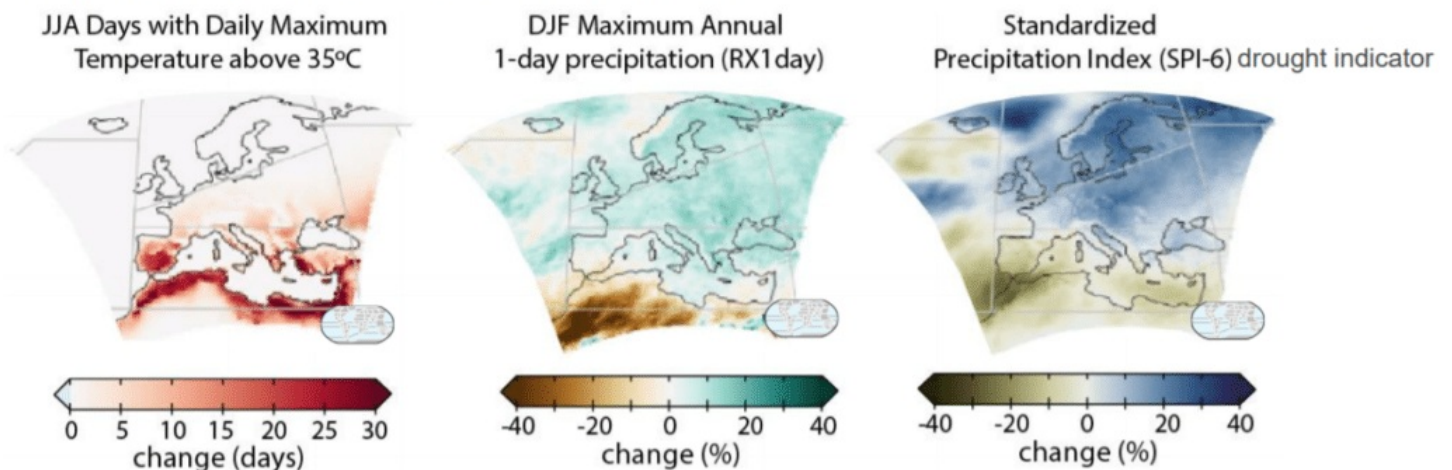 JJA Days with Daily Maximum
Temperature above 35ºC
0 5 10 15 20 25 30
change (days)
DJF Maximum Annual
1-day precipitation (RX1day)
-40 -20 0 20 40
change (%)
Standardized
Precipitation Index (SPI-6) drought indicator
-40 -20 0 20 40
change (%)